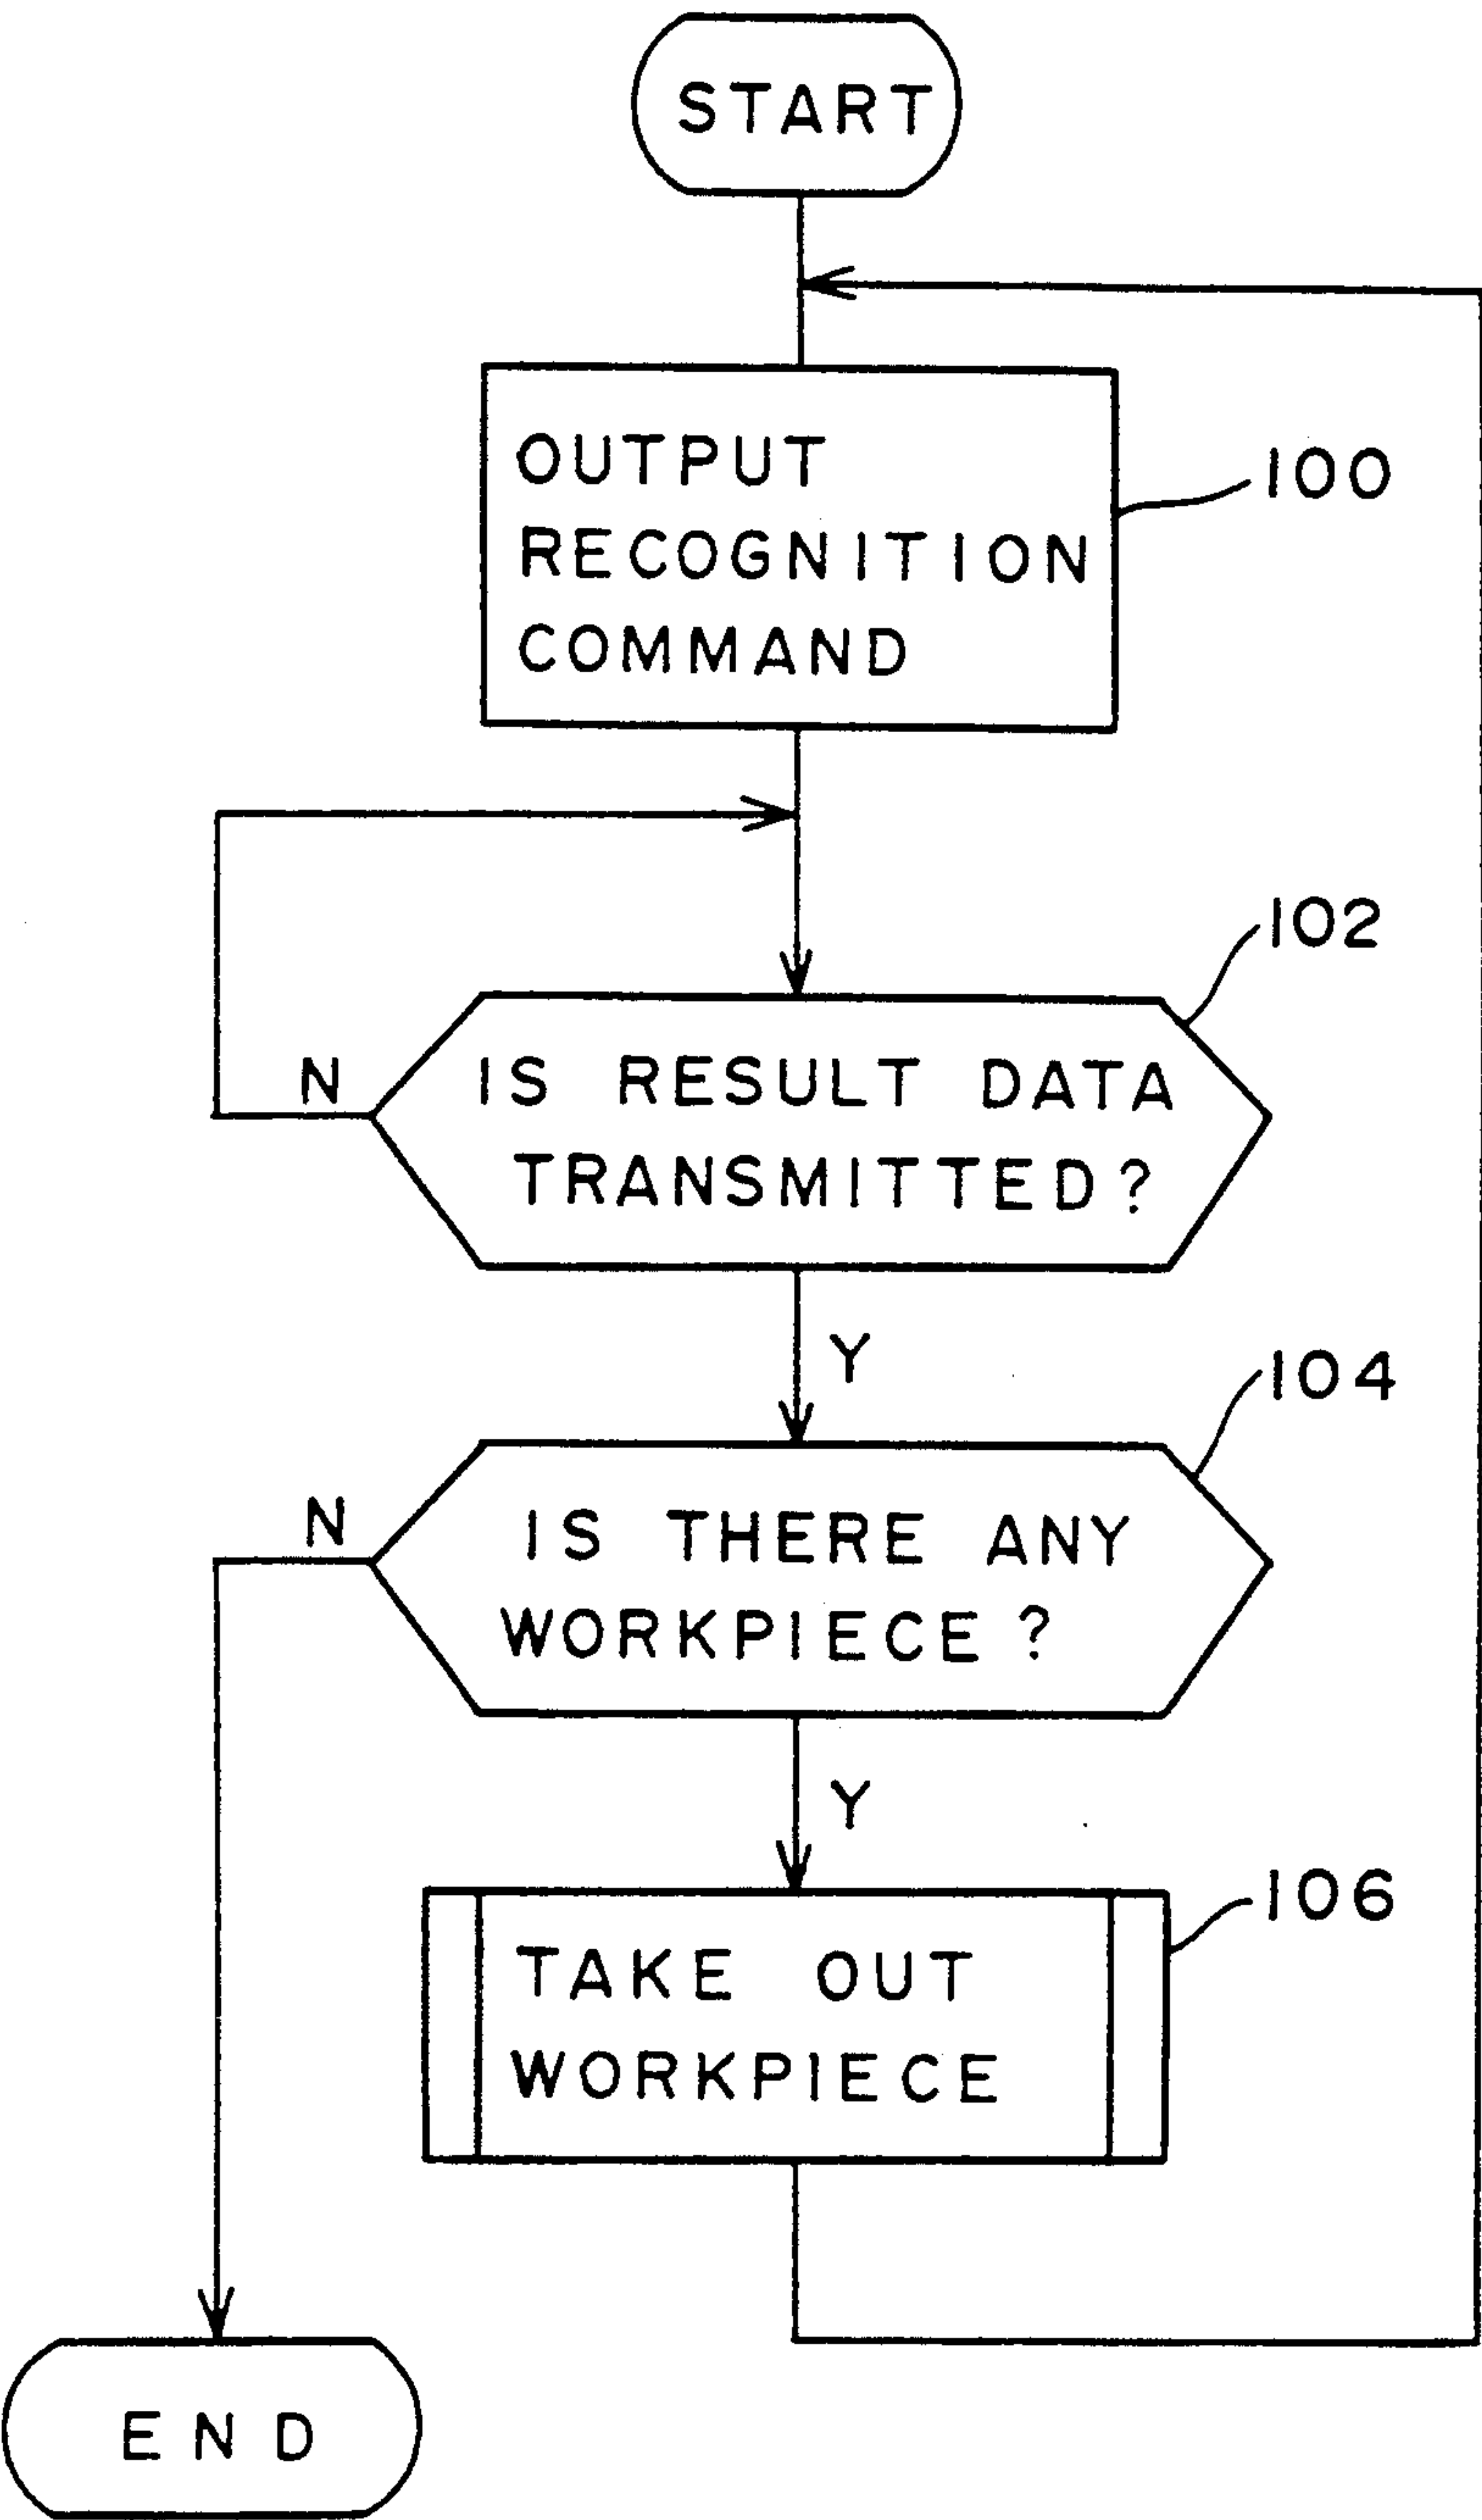 START
OUTPUT
RECOGNITION
COMMAND
100
102
N
IS RESULT DATA
TRANSMITTED?
Y
104
N
IS THERE ANY
WORKPIECE?
Y
106
TAKE OUT
WORKPIECE
END